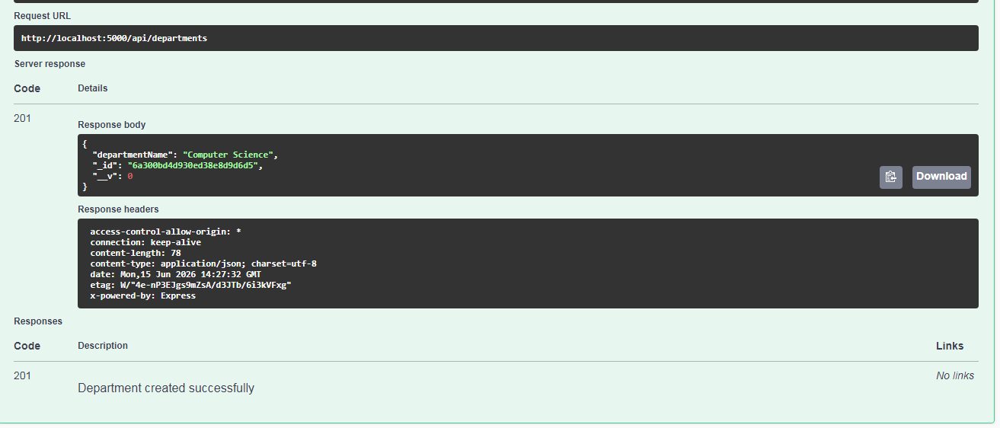 Request URL
http://localhost:5000/api/departments
Server response
Code Details
201
Response body
{
"departmentName": "Computer Science",
"_id": "6a300bd4d930ed38e8d9d6d5",
"__v": 0
}
Download
Response headers
access-control-allow-origin: *
connection: keep-alive
content-length: 78
content-type: application/json; charset=utf-8
date: Mon,15 Jun 2026 14:27:32 GMT
etag: W/"4e-nP3EJgs9mZsA/d3JTb/6i3kVFxg"
x-powered-by: Express
Responses
Code Description Links
201 No links
Department created successfully